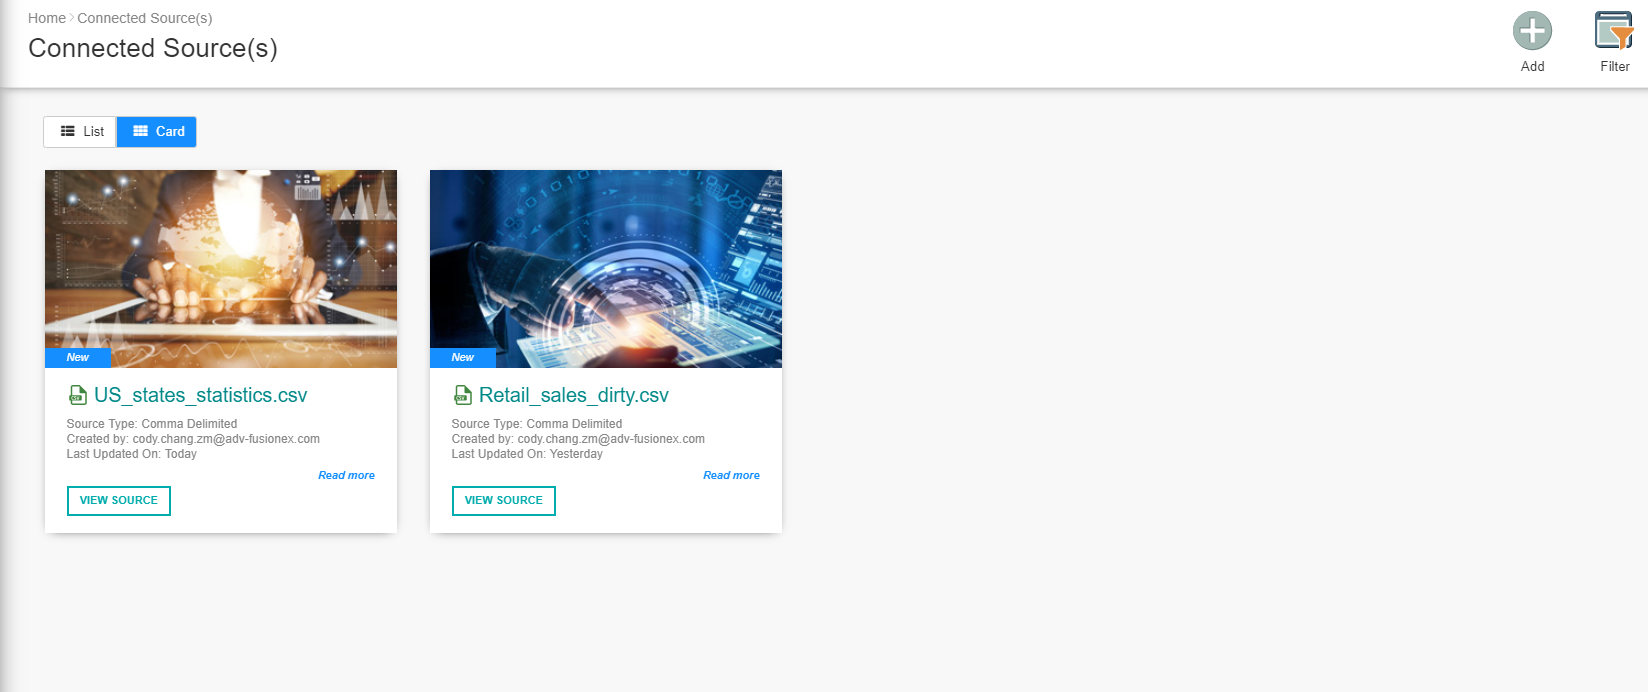 Home > Connected Source(s)
Connected Source(s)
Add
Filter
List
Card
New
US_states_statistics.csv
Source Type: Comma Delimited
Created by: cody.chang.zm@adv-fusionex.com
Last Updated On: Today
Read more
VIEW SOURCE
New
Retail_sales_dirty.csv
Source Type: Comma Delimited
Created by: cody.chang.zm@adv-fusionex.com
Last Updated On: Yesterday
Read more
VIEW SOURCE